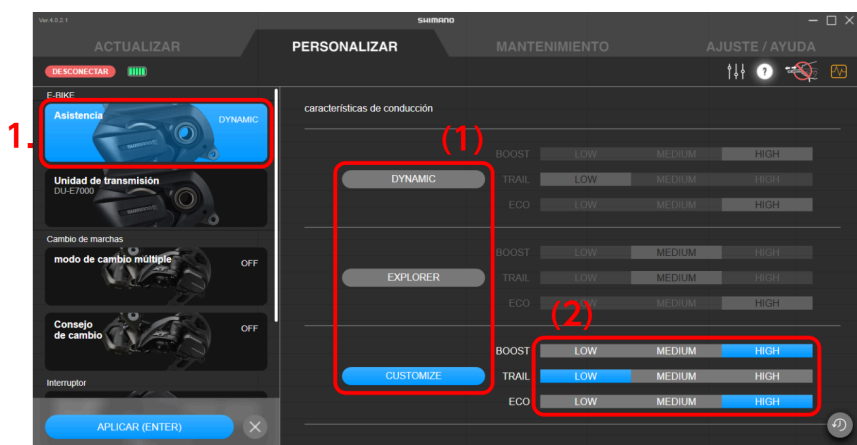 Ver.4.0.2.1
SHIMANO
ACTUALIZAR
PERSONALIZAR
MANTENIMIENTO
AJUSTE / AYUDA
DESCONECTAR
?
E-BIKE
1.
Asistencia
DYNAMIC
Unidad de transmisión
DU-E7000
Cambio de marchas
modo de cambio múltiple
OFF
Consejo
de cambio
OFF
Interruptor
APLICAR (ENTER)
características de conducción
(1)
BOOST LOW MEDIUM HIGH
DYNAMIC
TRAIL LOW MEDIUM HIGH
ECO LOW MEDIUM HIGH
BOOST LOW MEDIUM HIGH
EXPLORER
TRAIL LOW MEDIUM HIGH
ECO LOW MEDIUM HIGH
(2)
BOOST LOW MEDIUM HIGH
CUSTOMIZE
TRAIL LOW MEDIUM HIGH
ECO LOW MEDIUM HIGH